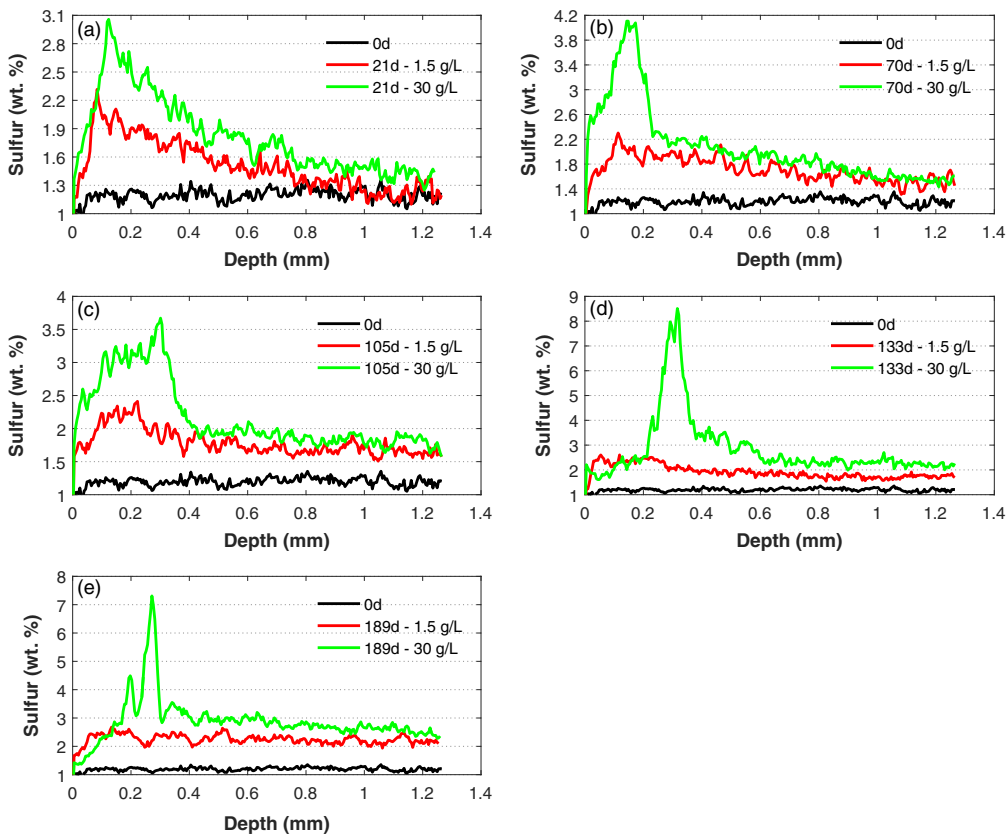 (a)
Sulfur (wt. %)
3.1
2.8
2.5
2.2
1.9
1.6
1.3
1
0d
21d - 1.5 g/L
21d - 30 g/L
0 0.2 0.4 0.6 0.8 1 1.2 1.4
Depth (mm)
(b)
Sulfur (wt. %)
4.2
3.8
3.4
3
2.6
2.2
1.8
1.4
1
0d
70d - 1.5 g/L
70d - 30 g/L
0 0.2 0.4 0.6 0.8 1 1.2 1.4
Depth (mm)
(c)
Sulfur (wt. %)
4
3.5
3
2.5
2
1.5
1
0d
105d - 1.5 g/L
105d - 30 g/L
0 0.2 0.4 0.6 0.8 1 1.2 1.4
Depth (mm)
(d)
Sulfur (wt. %)
9
8
7
6
5
4
3
2
1
0d
133d - 1.5 g/L
133d - 30 g/L
0 0.2 0.4 0.6 0.8 1 1.2 1.4
Depth (mm)
(e)
Sulfur (wt. %)
8
7
6
5
4
3
2
1
0d
189d - 1.5 g/L
189d - 30 g/L
0 0.2 0.4 0.6 0.8 1 1.2 1.4
Depth (mm)